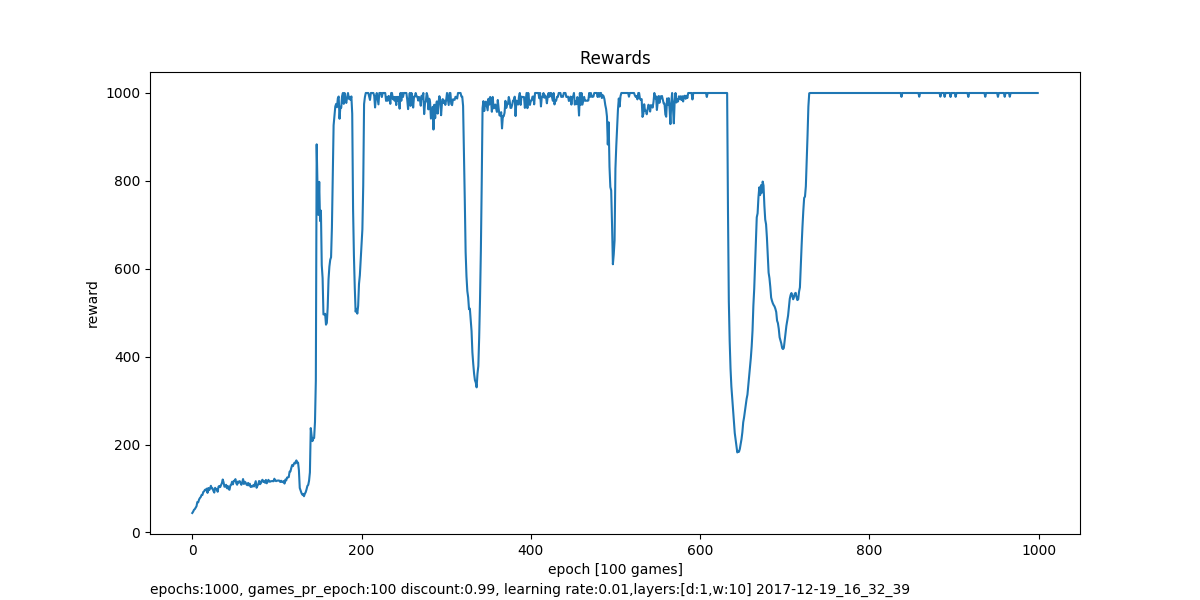 Rewards
1000
800
600
400
200
0
reward
0 200 400 600 800 1000
epoch [100 games]
epochs:1000, games_pr_epoch:100 discount:0.99, learning rate:0.01,layers:[d:1,w:10] 2017-12-19_16_32_39